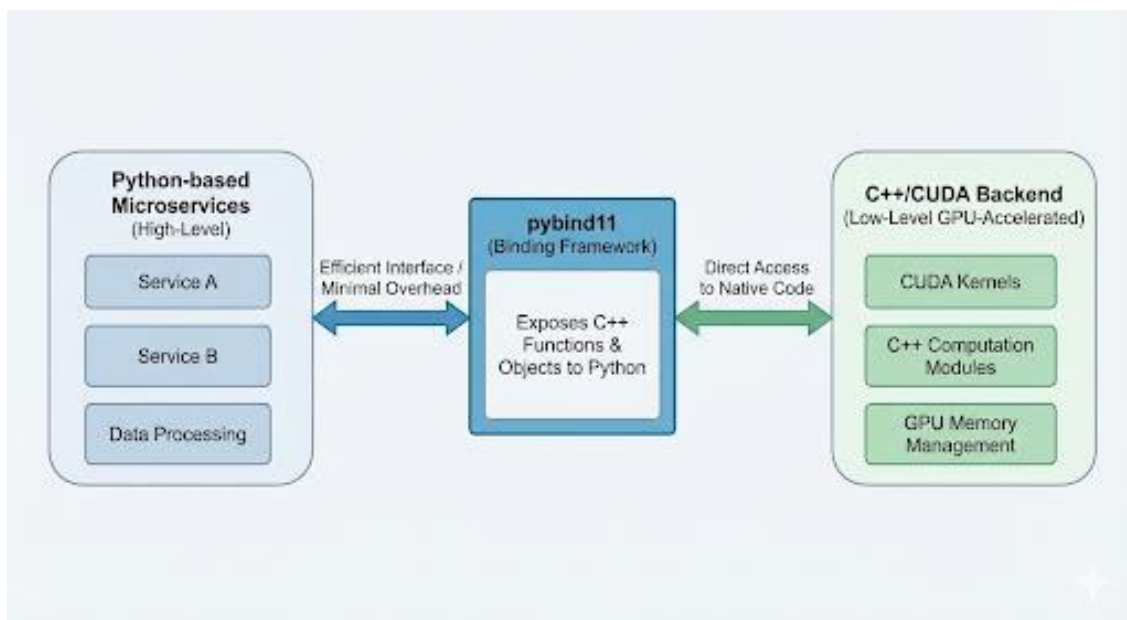 Python-based
Microservices
(High-Level)
Service A
Service B
Data Processing
Efficient Interface /
Minimal Overhead
pybind11
(Binding Framework)
Exposes C++
Functions &
Objects to Python
Direct Access
to Native Code
C++/CUDA Backend
(Low-Level GPU-Accelerated)
CUDA Kernels
C++ Computation
Modules
GPU Memory
Management